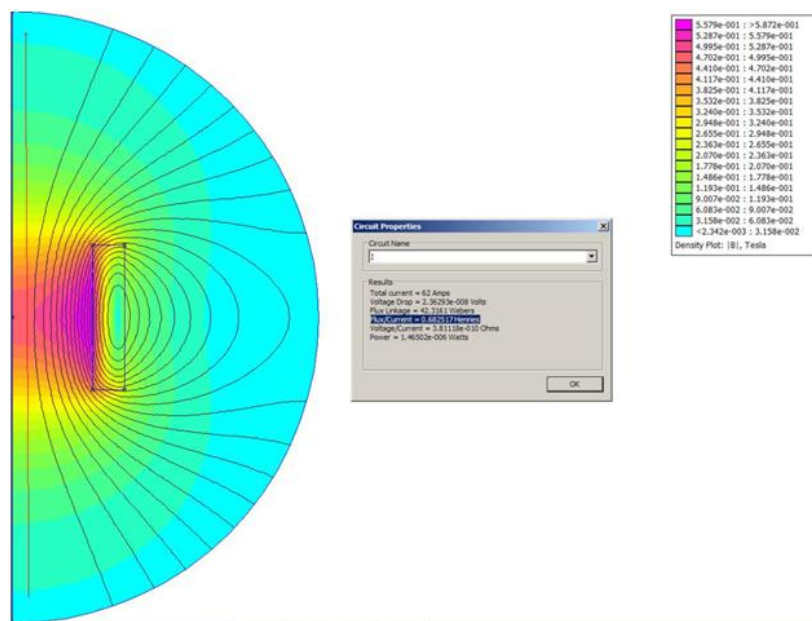 5.579e-001 : >5.872e-001
5.287e-001 : 5.579e-001
4.995e-001 : 5.287e-001
4.702e-001 : 4.995e-001
4.410e-001 : 4.702e-001
4.117e-001 : 4.410e-001
3.825e-001 : 4.117e-001
3.532e-001 : 3.825e-001
3.240e-001 : 3.532e-001
2.948e-001 : 3.240e-001
2.655e-001 : 2.948e-001
2.363e-001 : 2.655e-001
2.070e-001 : 2.363e-001
1.778e-001 : 2.070e-001
1.486e-001 : 1.778e-001
1.193e-001 : 1.486e-001
9.007e-002 : 1.193e-001
6.083e-002 : 9.007e-002
3.158e-002 : 6.083e-002
<2.342e-003 : 3.158e-002
Density Plot: |B|, Tesla
Circuit Properties
Circuit Name
I
Results
Total current = 62 Amps
Voltage Drop = 2.36293e-008 Volts
Flux Linkage = 42.3161 Webers
Flux/Current = 0.682517 Henries
Voltage/Current = 3.81118e-010 Ohms
Power = 1.46502e-006 Watts
OK